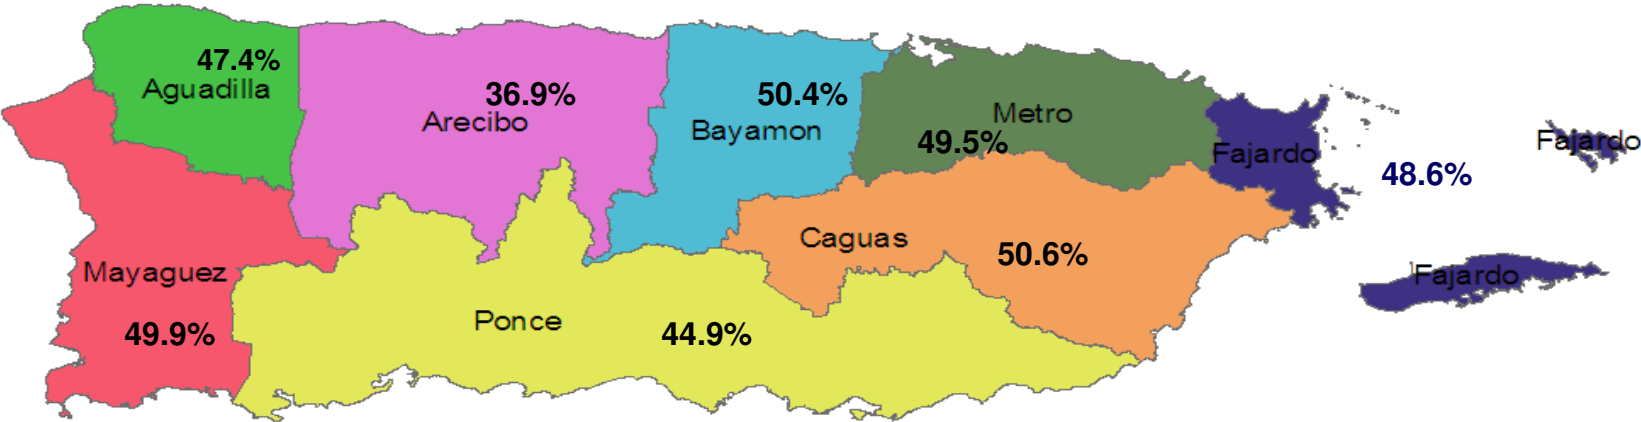 47.4%
Aguadilla
36.9%
Arecibo
50.4%
Bayamon
Metro
49.5%
Fajardo
48.6%
Fajardo
Mayaguez
49.9%
Ponce
44.9%
Caguas
50.6%
Fajardo